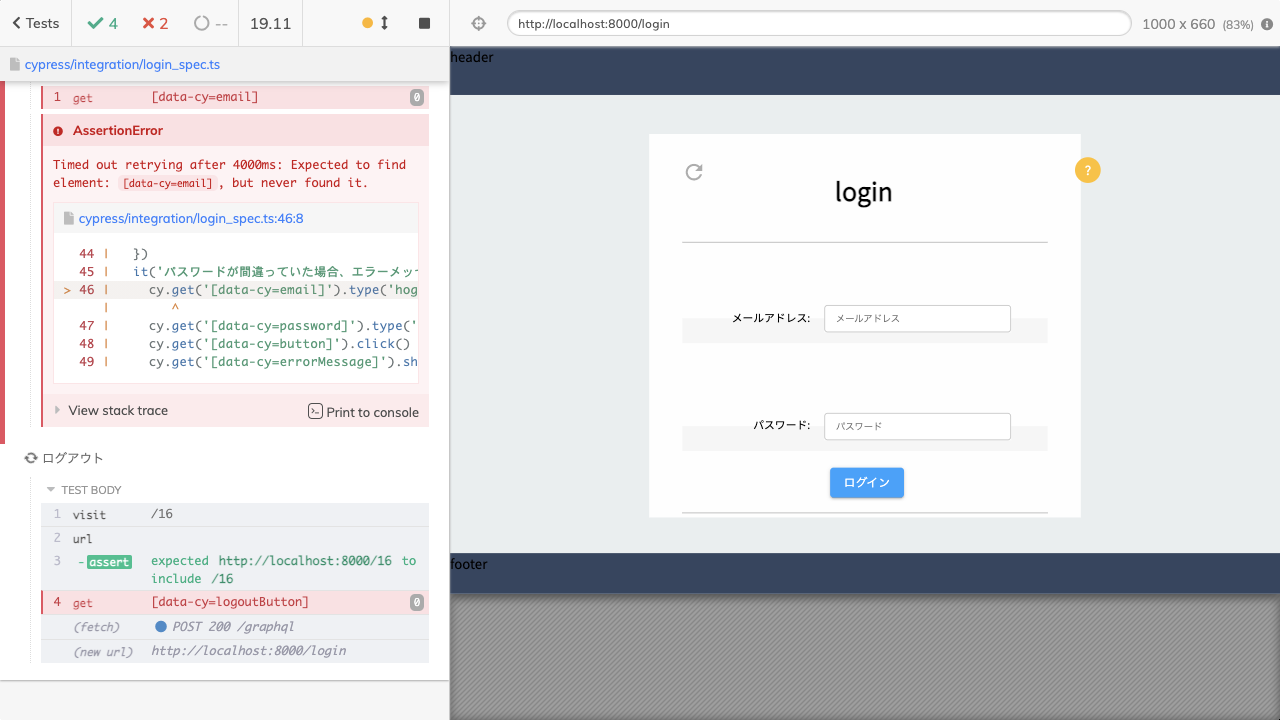 Tests 4 2 -- 19.11
cypress/integration/login_spec.ts
1 get [data-cy=email] 0
AssertionError
Timed out retrying after 4000ms: Expected to find
element: [data-cy=email], but never found it.
cypress/integration/login_spec.ts:46:8
44 | })
45 | it('パスワードが間違っていた場合、エラーメッ
> 46 | cy.get('[data-cy=email]').type('hog
| ^
47 | cy.get('[data-cy=password]').type('
48 | cy.get('[data-cy=button]').click()
49 | cy.get('[data-cy=errorMessage]').sh
View stack trace Print to console
ログアウト
TEST BODY
1 visit /16
2 url
3 -assert expected http://localhost:8000/16 to
include /16
4 get [data-cy=logoutButton] 0
(fetch) POST 200 /graphql
(new url) http://localhost:8000/login
http://localhost:8000/login 1000 x 660 (83%)
header
?
login
メールアドレス: メールアドレス
パスワード: パスワード
ログイン
footer